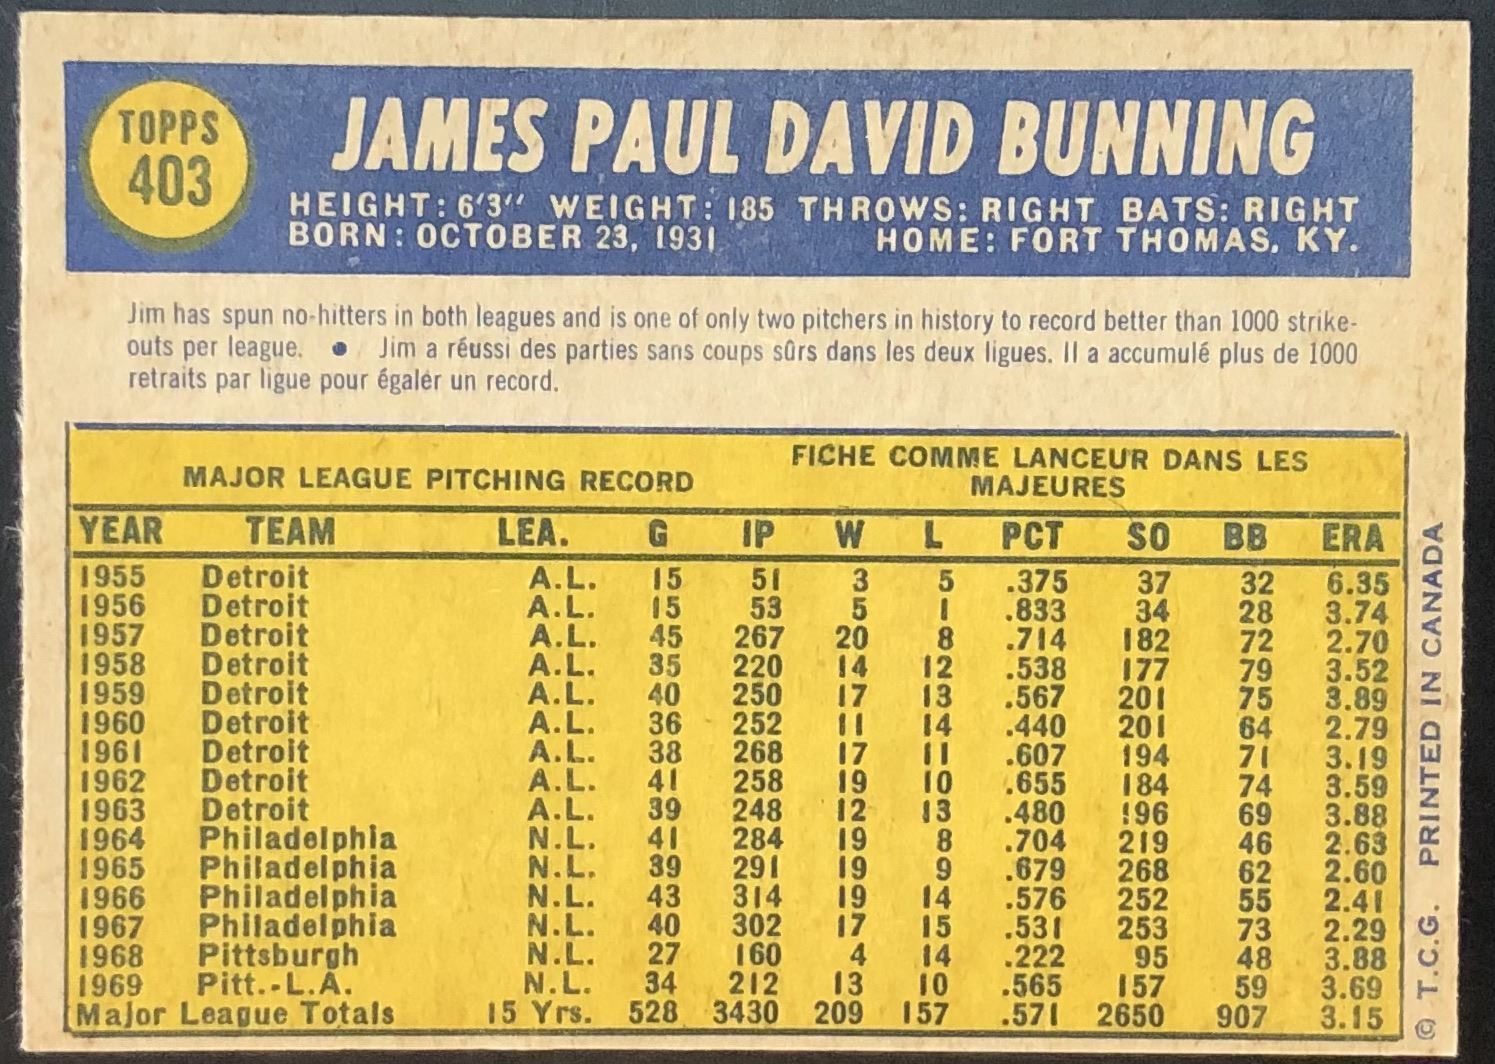 TOPPS
403
JAMES PAUL DAVID BUNNING
HEIGHT: 6'3" WEIGHT: 185 THROWS: RIGHT BATS: RIGHT
BORN: OCTOBER 23, 1931 HOME: FORT THOMAS, KY.
Jim has spun no-hitters in both leagues and is one of only two pitchers in history to record better than 1000 strike-
outs per league. ● Jim a réussi des parties sans coups sûrs dans les deux ligues. Il a accumulé plus de 1000
retraits par ligue pour égaler un record.
MAJOR LEAGUE PITCHING RECORD
FICHE COMME LANCEUR DANS LES
MAJEURES
YEAR TEAM LEA. G IP W L PCT SO BB ERA
1955 Detroit A.L. 15 51 3 5 .375 37 32 6.35
1956 Detroit A.L. 15 53 5 1 .833 34 28 3.74
1957 Detroit A.L. 45 267 20 8 .714 182 72 2.70
1958 Detroit A.L. 35 220 14 12 .538 177 79 3.52
1959 Detroit A.L. 40 250 17 13 .567 201 75 3.89
1960 Detroit A.L. 36 252 11 14 .440 201 64 2.79
1961 Detroit A.L. 38 268 17 11 .607 194 71 3.19
1962 Detroit A.L. 41 258 19 10 .655 184 74 3.59
1963 Detroit A.L. 39 248 12 13 .480 196 69 3.88
1964 Philadelphia N.L. 41 284 19 8 .704 219 46 2.63
1965 Philadelphia N.L. 39 291 19 9 .679 268 62 2.60
1966 Philadelphia N.L. 43 314 19 14 .576 252 55 2.41
1967 Philadelphia N.L. 40 302 17 15 .531 253 73 2.29
1968 Pittsburgh N.L. 27 160 4 14 .222 95 48 3.88
1969 Pitt.-L.A. N.L. 34 212 13 10 .565 157 59 3.69
Major League Totals 15 Yrs. 528 3430 209 157 .571 2650 907 3.15
© T.C.G. PRINTED IN CANADA